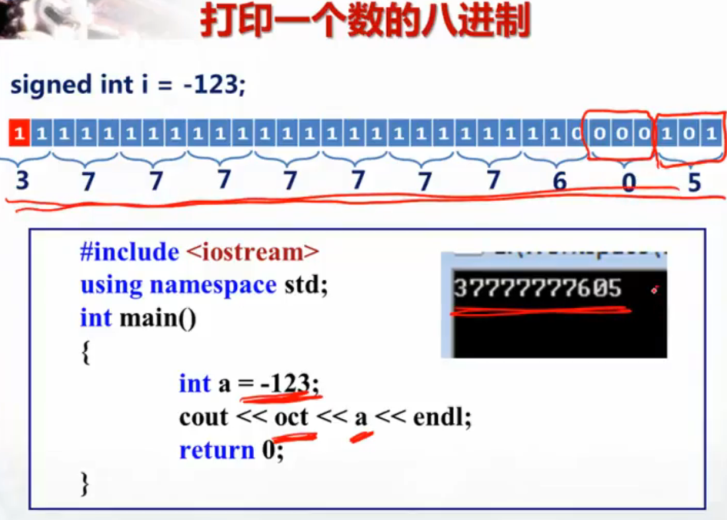 打印一个数的八进制
signed int i = -123;
1 1 1 1 1 1 1 1 1 1 1 1 1 1 1 1 1 1 1 1 1 1 1 1 1 0 0 0 0 1 0 1
3 7 7 7 7 7 7 7 6 0 5
#include <iostream>
using namespace std;
int main()
{
int a = -123;
cout << oct << a << endl;
return 0;
}
37777777605